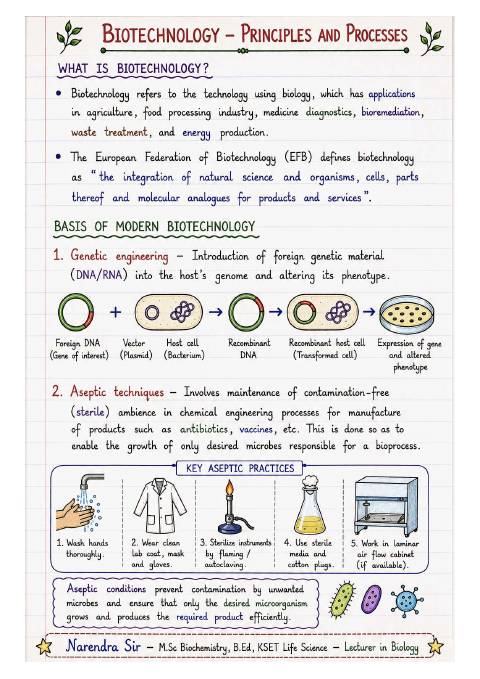 BIOTECHNOLOGY – PRINCIPLES AND PROCESSES
WHAT IS BIOTECHNOLOGY?
• Biotechnology refers to the technology using biology, which has applications
in agriculture, food processing industry, medicine diagnostics, bioremediation,
waste treatment, and energy production.
• The European Federation of Biotechnology (EFB) defines biotechnology
as “the integration of natural science and organisms, cells, parts
thereof and molecular analogues for products and services”.
BASIS OF MODERN BIOTECHNOLOGY
1. Genetic engineering – Introduction of foreign genetic material
(DNA/RNA) into the host's genome and altering its phenotype.
+
Foreign DNA
(Gene of interest)
Vector
(Plasmid)
Host cell
(Bacterium)
Recombinant
DNA
Recombinant host cell
(Transformed cell)
Expression of gene
and altered
phenotype
2. Aseptic techniques – Involves maintenance of contamination-free
(sterile) ambience in chemical engineering processes for manufacture
of products such as antibiotics, vaccines, etc. This is done so as to
enable the growth of only desired microbes responsible for a bioprocess.
KEY ASEPTIC PRACTICES
1. Wash hands
thoroughly.
2. Wear clean
lab coat, mask
and gloves.
3. Sterilize instruments
by flaming /
autoclaving.
4. Use sterile
media and
cotton plugs.
5. Work in laminar
air flow cabinet
(if available).
Aseptic conditions prevent contamination by unwanted
microbes and ensure that only the desired microorganism
grows and produces the required product efficiently.
Narendra Sir – M.Sc Biochemistry, B.Ed, KSET Life Science – Lecturer in Biology